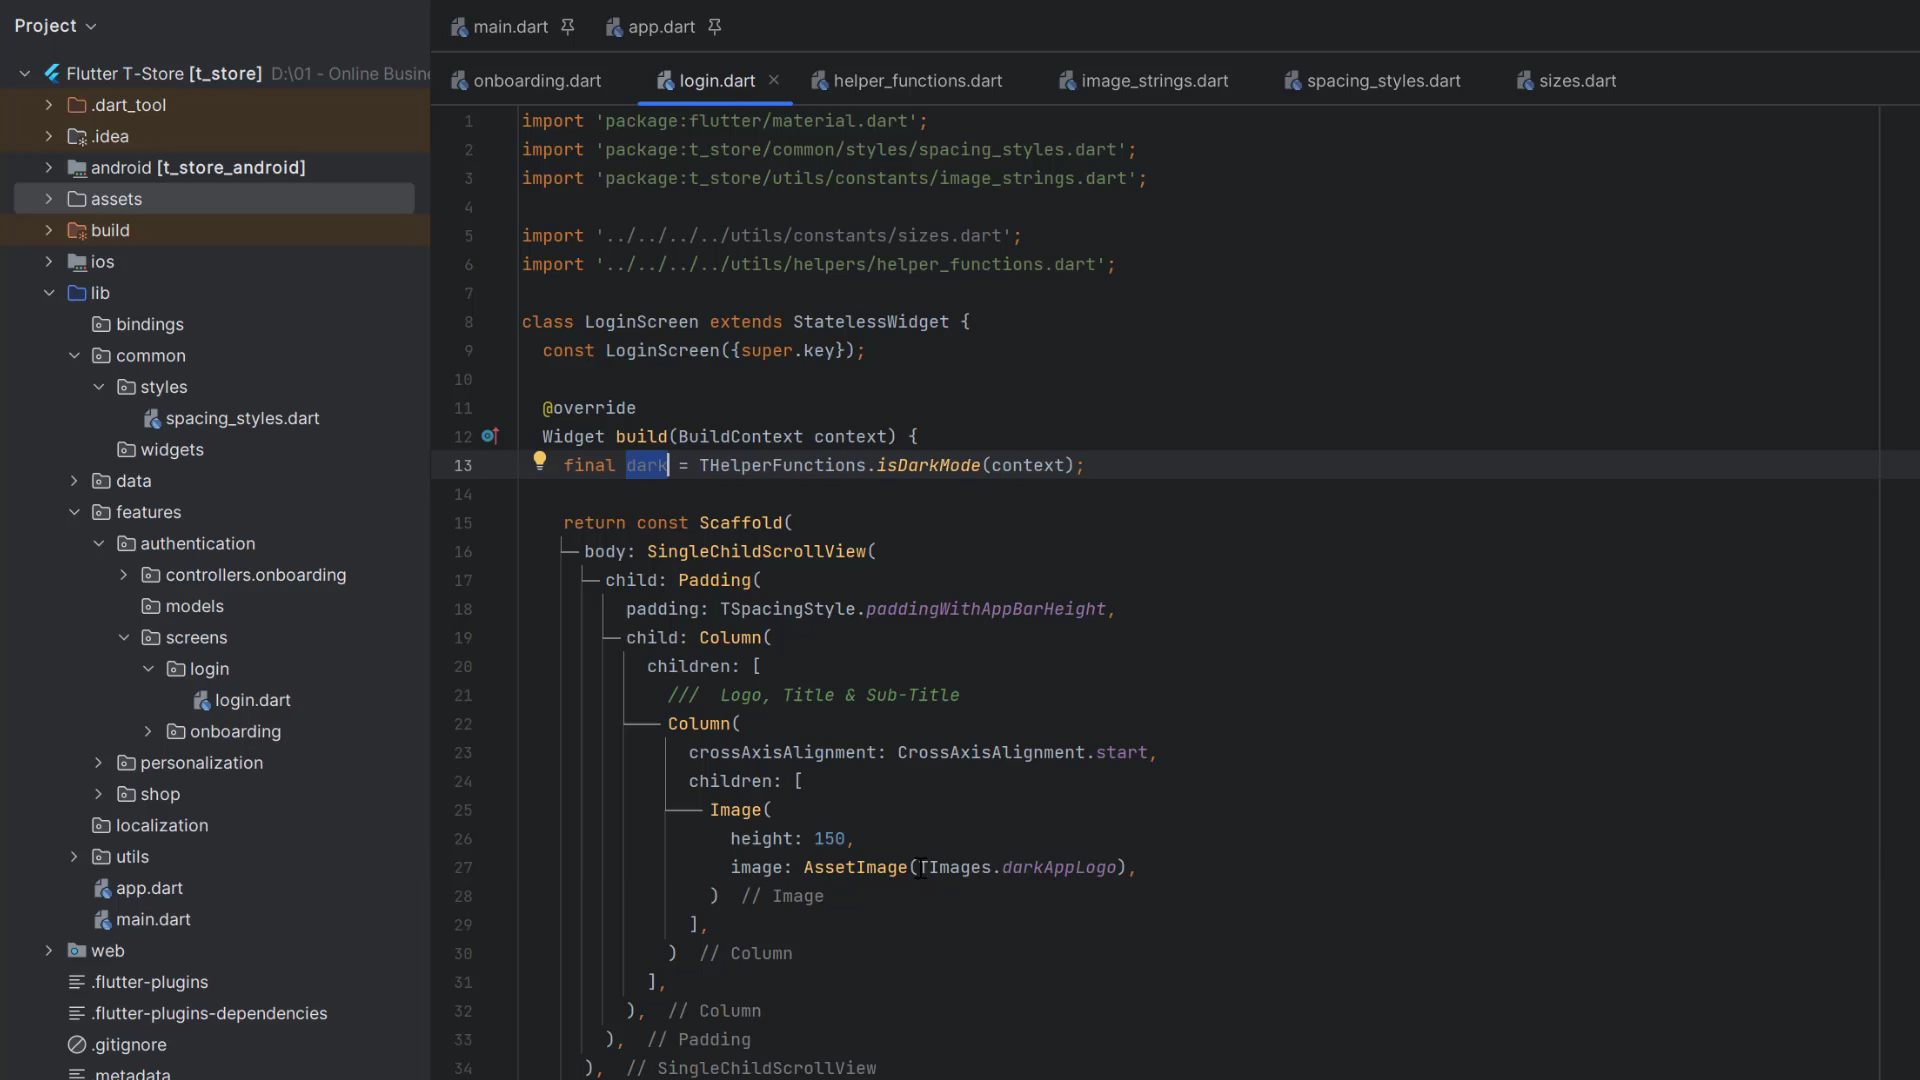 Project
main.dart
app.dart
Flutter T-Store [t_store] D:\01 - Online Busine
onboarding.dart
login.dart
helper_functions.dart
image_strings.dart
spacing_styles.dart
sizes.dart
.dart_tool
.idea
android [t_store_android]
assets
build
ios
lib
bindings
common
styles
spacing_styles.dart
widgets
data
features
authentication
controllers.onboarding
models
screens
login
login.dart
onboarding
personalization
shop
localization
utils
app.dart
main.dart
web
.flutter-plugins
.flutter-plugins-dependencies
.gitignore
.metadata
1 import 'package:flutter/material.dart';
2 import 'package:t_store/common/styles/spacing_styles.dart';
3 import 'package:t_store/utils/constants/image_strings.dart';
4
5 import '../../../../utils/constants/sizes.dart';
6 import '../../../../utils/helpers/helper_functions.dart';
7
8 class LoginScreen extends StatelessWidget {
9 const LoginScreen({super.key});
10
11 @override
12 Widget build(BuildContext context) {
13 final dark = THelperFunctions.isDarkMode(context);
14
15 return const Scaffold(
16 body: SingleChildScrollView(
17 child: Padding(
18 padding: TSpacingStyle.paddingWithAppBarHeight,
19 child: Column(
20 children: [
21 /// Logo, Title & Sub-Title
22 Column(
23 crossAxisAlignment: CrossAxisAlignment.start,
24 children: [
25 Image(
26 height: 150,
27 image: AssetImage(TImages.darkAppLogo),
28 ) // Image
29 ],
30 ) // Column
31 ],
32 ), // Column
33 ), // Padding
34 ), // SingleChildScrollView